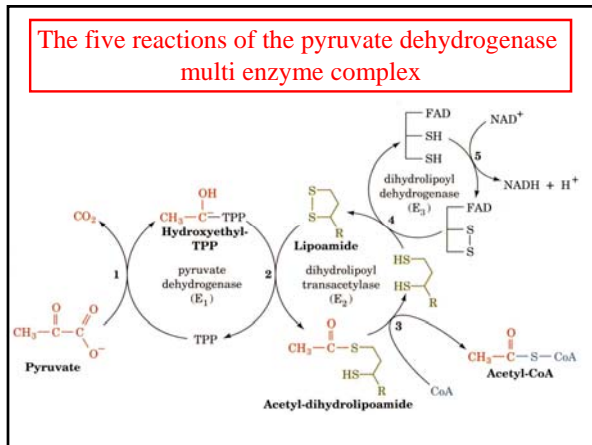 The five reactions of the pyruvate dehydrogenase
multi enzyme complex
FAD
SH
SH
NAD+
5
NADH + H+
dihydrolipoyl
dehydrogenase
(E3)
FAD
S
S
4
OH
CH3—C—TPP
Hydroxyethyl-
TPP
CO2
S
S
R
Lipoamide
1
pyruvate
dehydrogenase
(E1)
2
dihydrolipoyl
transacetylase
(E2)
HS
HS
R
3
O O
CH3—C—C
O−
Pyruvate
TPP
O
CH3—C—S
HS
R
Acetyl-dihydrolipoamide
CoA
O
CH3—C—S—CoA
Acetyl-CoA